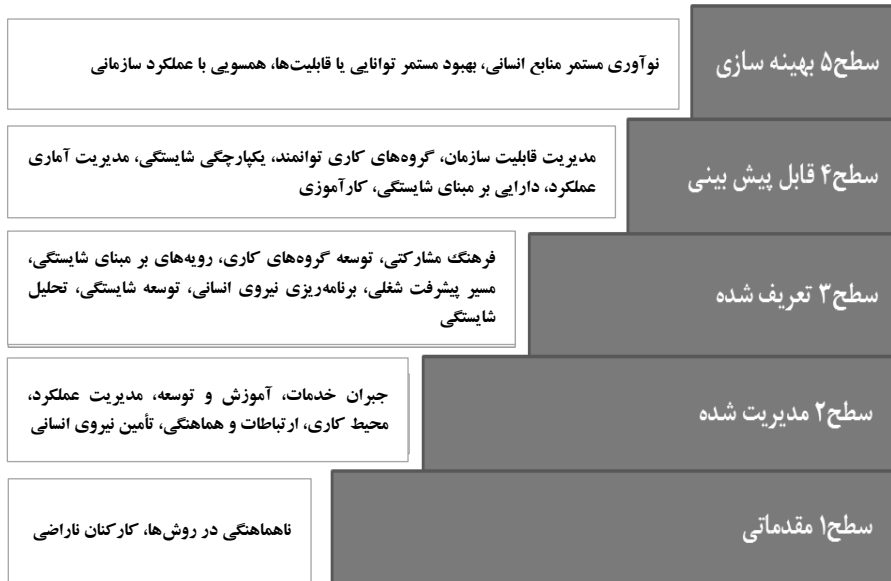 سطح۵ بهینه سازی
نوآوری مستمر منابع انسانی، بهبود مستمر توانایی یا قابلیت‌ها، همسویی با عملکرد سازمانی
سطح۴ قابل پیش بینی
مدیریت قابلیت سازمان، گروه‌های کاری توانمند، یکپارچگی شایستگی، مدیریت آماری
عملکرد، دارایی بر مبنای شایستگی، کارآموزی
سطح۳ تعریف شده
فرهنگ مشارکتی، توسعه گروه‌های کاری، رویه‌های بر مبنای شایستگی،
مسیر پیشرفت شغلی، برنامه‌ریزی نیروی انسانی، توسعه شایستگی، تحلیل
شایستگی
سطح۲ مدیریت شده
جبران خدمات، آموزش و توسعه، مدیریت عملکرد،
محیط کاری، ارتباطات و هماهنگی، تأمین نیروی انسانی
سطح۱ مقدماتی
ناهماهنگی در روش‌ها، کارکنان ناراضی